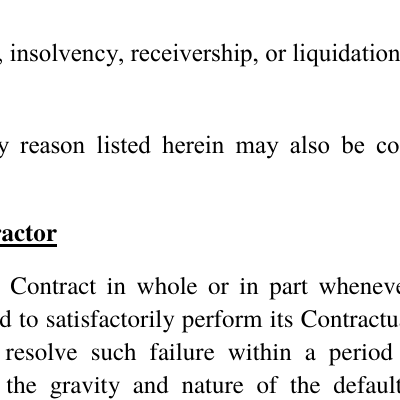 , insolvency, receivership, or liquidation
y reason listed herein may also be co
ractor
Contract in whole or in part wheneve
d to satisfactorily perform its Contractu
resolve such failure within a period
the gravity and nature of the default